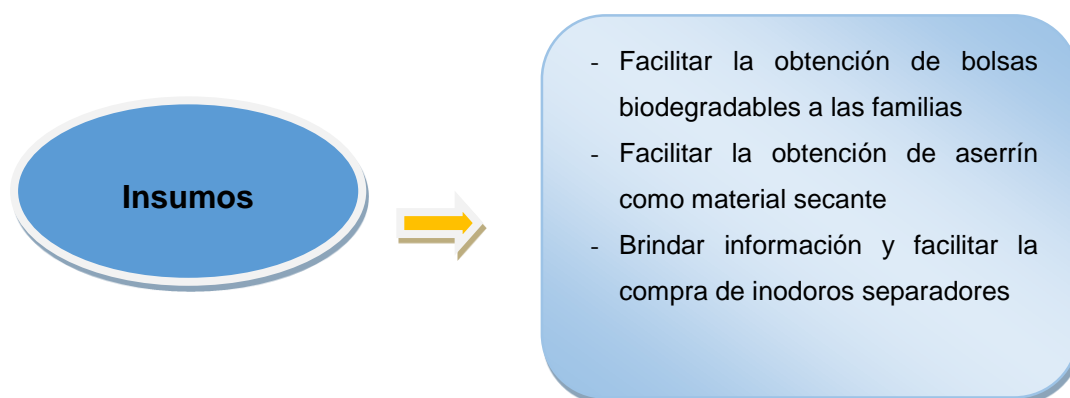 Insumos
- Facilitar la obtención de bolsas
biodegradables a las familias
- Facilitar la obtención de aserrín
como material secante
- Brindar información y facilitar la
compra de inodoros separadores